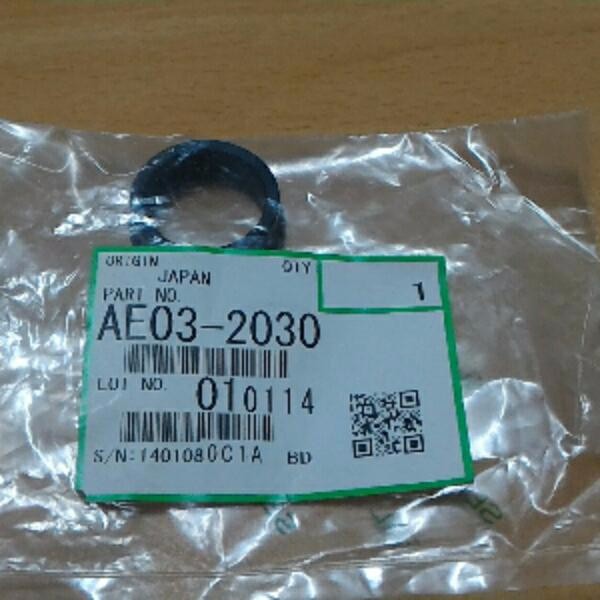 ORIGIN QTY
JAPAN 1
PART NO.
AE03-2030
LOT NO. 010114
S/N:1401080C1A BD